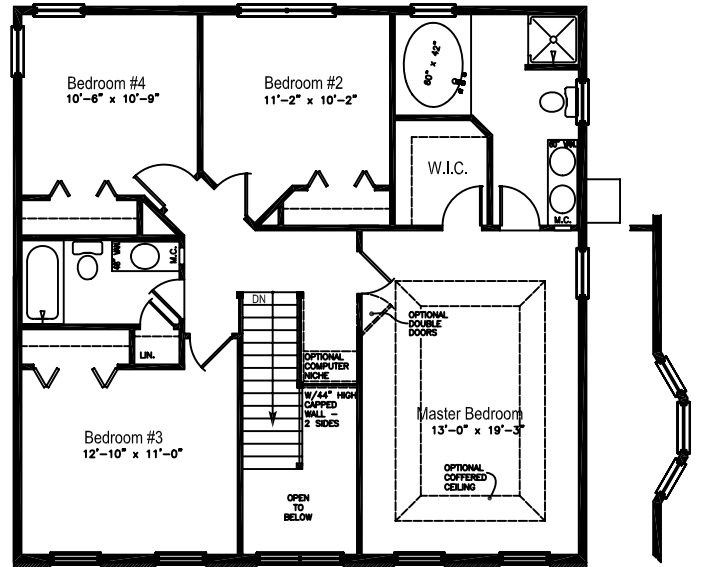 Bedroom #4
10'-6" x 10'-9"
Bedroom #2
11'-2" x 10'-2"
60" x 42"
W.I.C.
60" VAN.
M.C.
48" VAN.
M.C.
LIN.
DN
OPTIONAL
DOUBLE
DOORS
OPTIONAL
COMPUTER
NICHE
W/44" HIGH
CAPPED
WALL –
2 SIDES
Master Bedroom
13'-0" x 19'-3"
Bedroom #3
12'-10" x 11'-0"
OPTIONAL
COFFERED
CEILING
OPEN
TO
BELOW